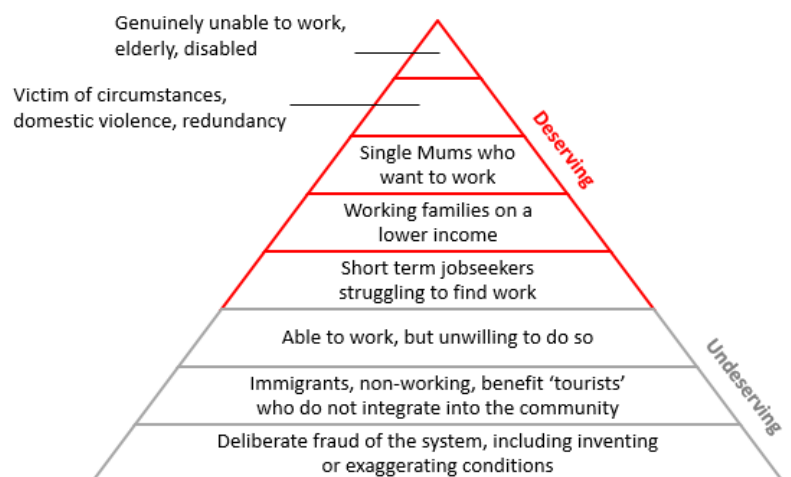 Genuinely unable to work,
elderly, disabled
Victim of circumstances,
domestic violence, redundancy
Deserving
Single Mums who
want to work
Working families on a
lower income
Short term jobseekers
struggling to find work
Able to work, but unwilling to do so
Undeserving
Immigrants, non-working, benefit ‘tourists’
who do not integrate into the community
Deliberate fraud of the system, including inventing
or exaggerating conditions